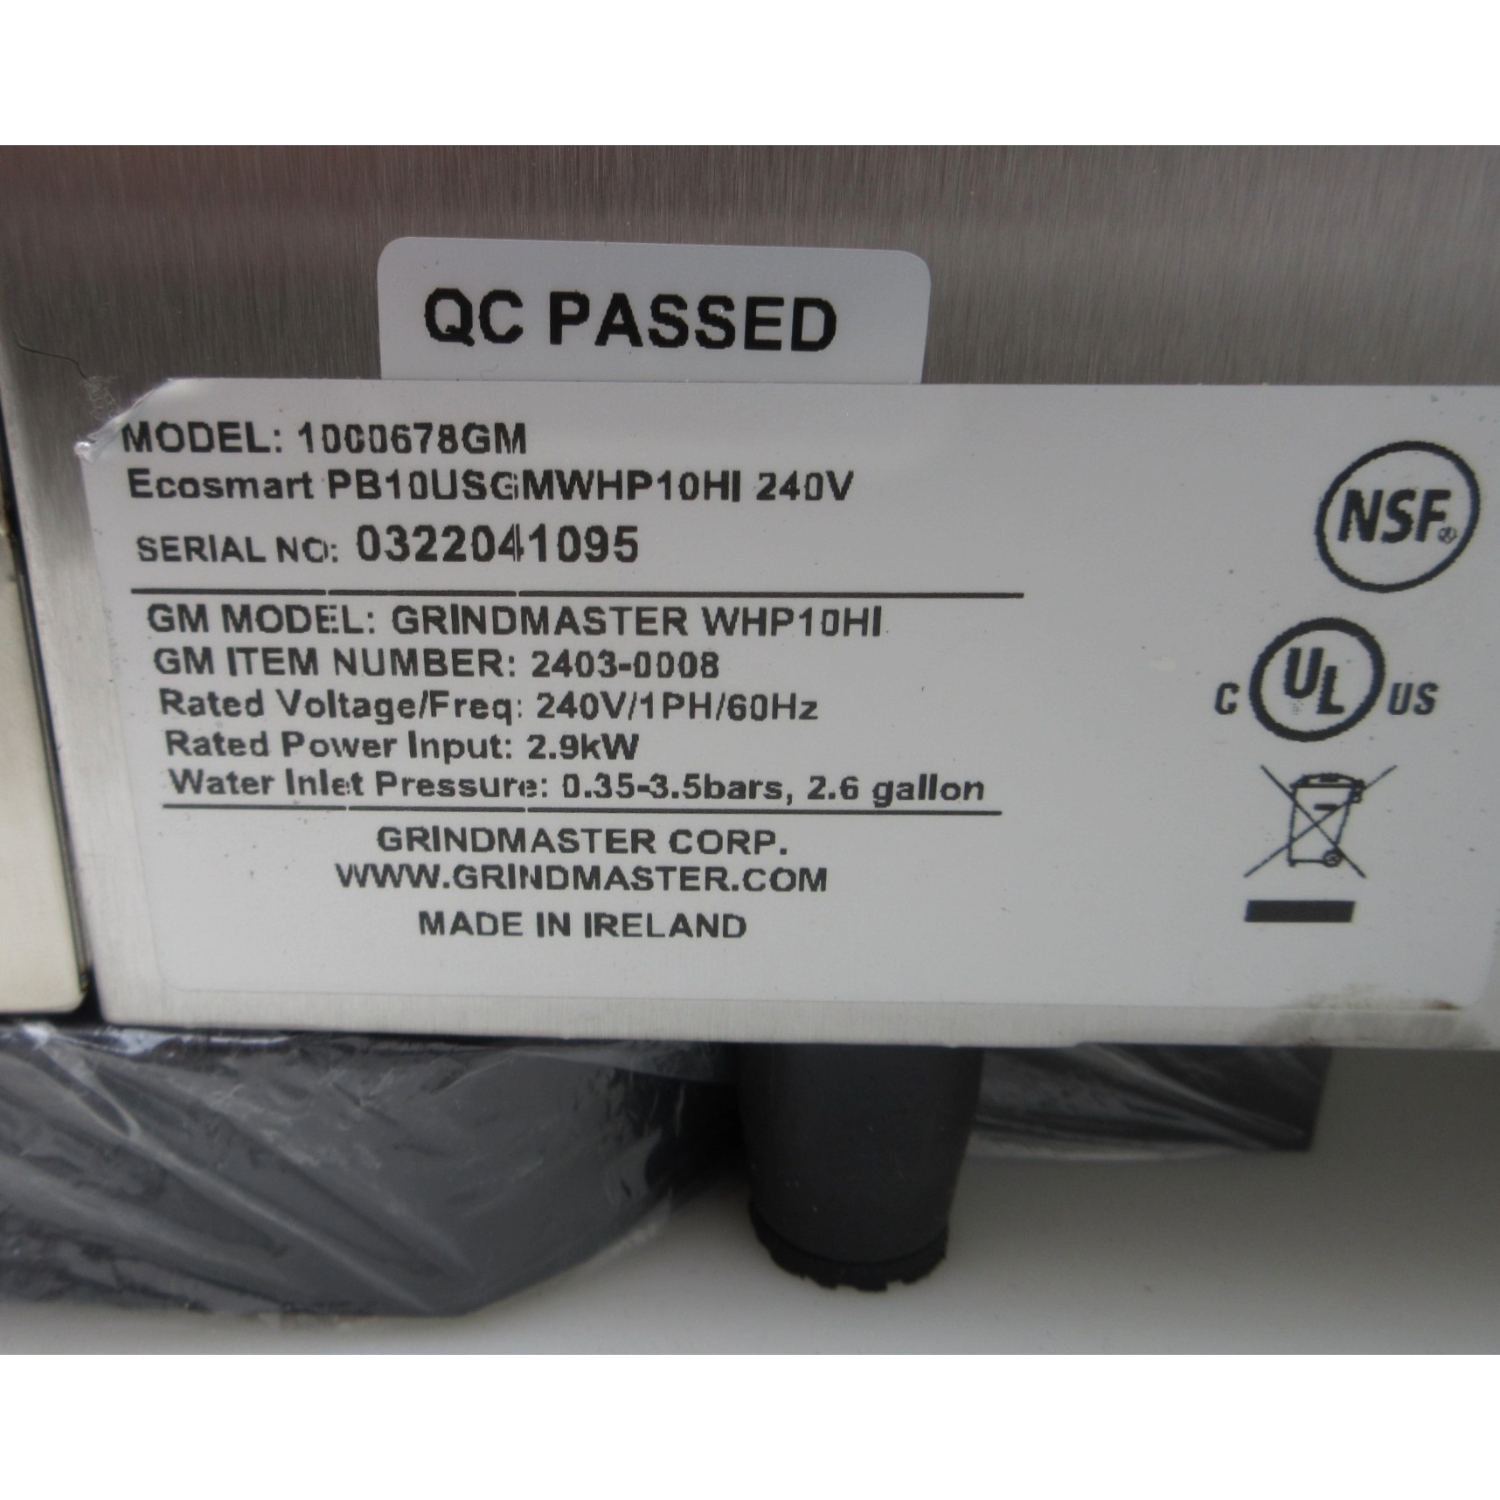 QC PASSED
MODEL: 1000678GM
Ecosmart PB10USGMWHP10HI 240V
SERIAL NO: 0322041095
GM MODEL: GRINDMASTER WHP10HI
GM ITEM NUMBER: 2403-0008
Rated Voltage/Freq: 240V/1PH/60Hz
Rated Power Input: 2.9kW
Water Inlet Pressure: 0.35-3.5bars, 2.6 gallon
GRINDMASTER CORP.
WWW.GRINDMASTER.COM
MADE IN IRELAND
NSF®
C UL US